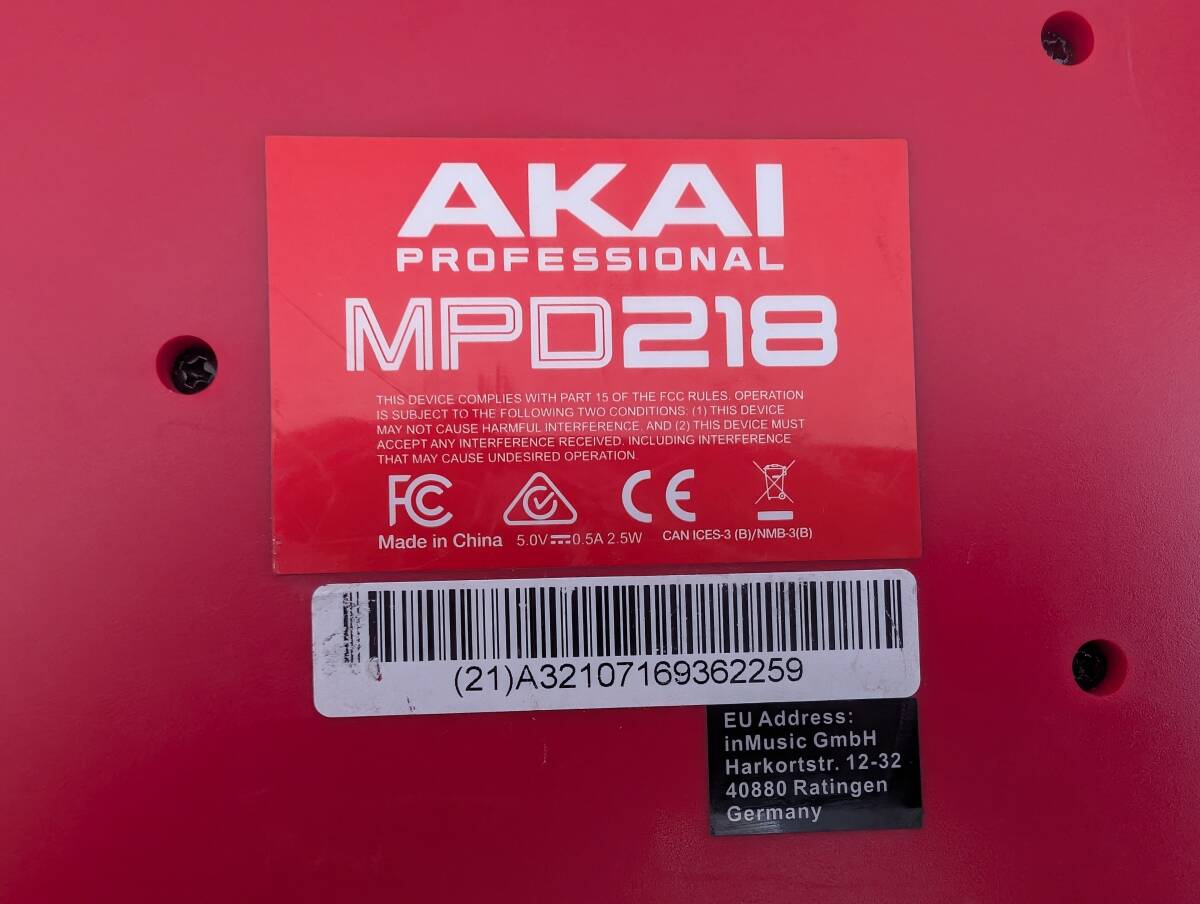 AKAI
PROFESSIONAL
MPD218
THIS DEVICE COMPLIES WITH PART 15 OF THE FCC RULES. OPERATION
IS SUBJECT TO THE FOLLOWING TWO CONDITIONS: (1) THIS DEVICE
MAY NOT CAUSE HARMFUL INTERFERENCE, AND (2) THIS DEVICE MUST
ACCEPT ANY INTERFERENCE RECEIVED, INCLUDING INTERFERENCE
THAT MAY CAUSE UNDESIRED OPERATION.
FC CE
Made in China 5.0V⎓0.5A 2.5W CAN ICES-3 (B)/NMB-3(B)
(21)A32107169362259
EU Address:
inMusic GmbH
Harkortstr. 12-32
40880 Ratingen
Germany